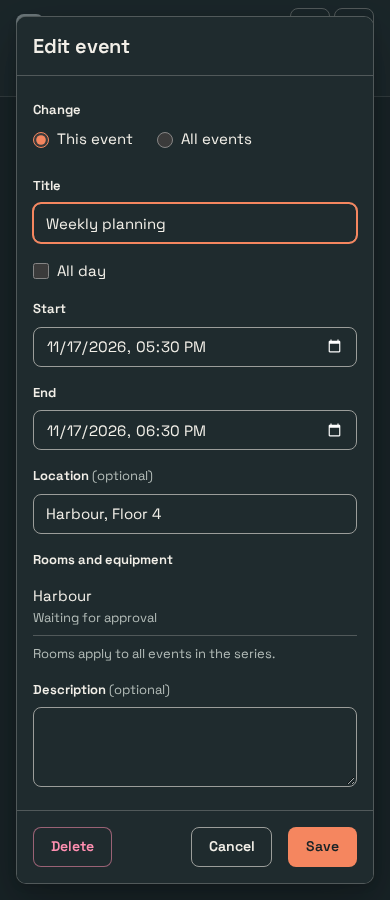 Edit event
Change
This event
All events
Title
Weekly planning
All day
Start
11/17/2026, 05:30 PM
End
11/17/2026, 06:30 PM
Location (optional)
Harbour, Floor 4
Rooms and equipment
Harbour
Waiting for approval
Rooms apply to all events in the series.
Description (optional)
Delete
Cancel
Save